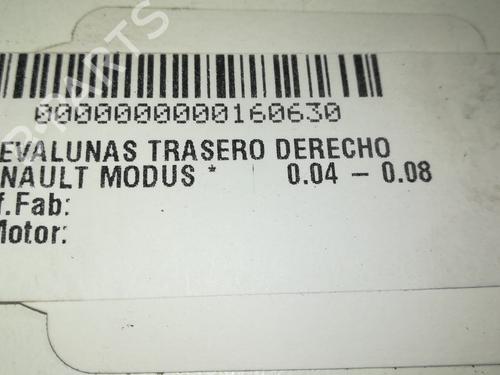 0000000000160630
EVALUNAS TRASERO DERECHO
NAULT MODUS * 0.04 - 0.08
f.Fab:
Motor: